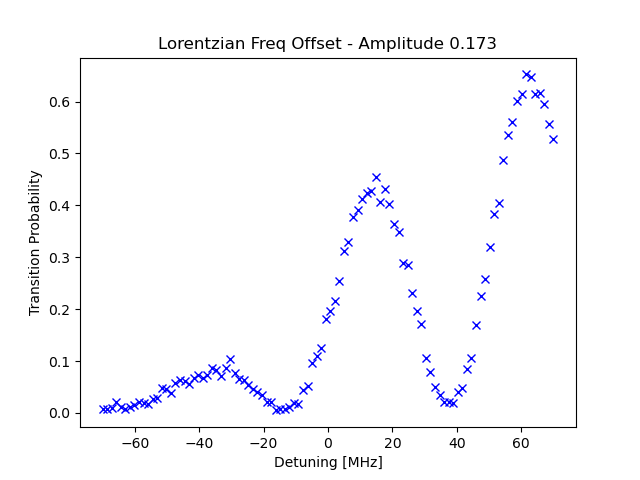 Lorentzian Freq Offset - Amplitude 0.173
Transition Probability
0.6
0.5
0.4
0.3
0.2
0.1
0.0
−60 −40 −20 0 20 40 60
Detuning [MHz]